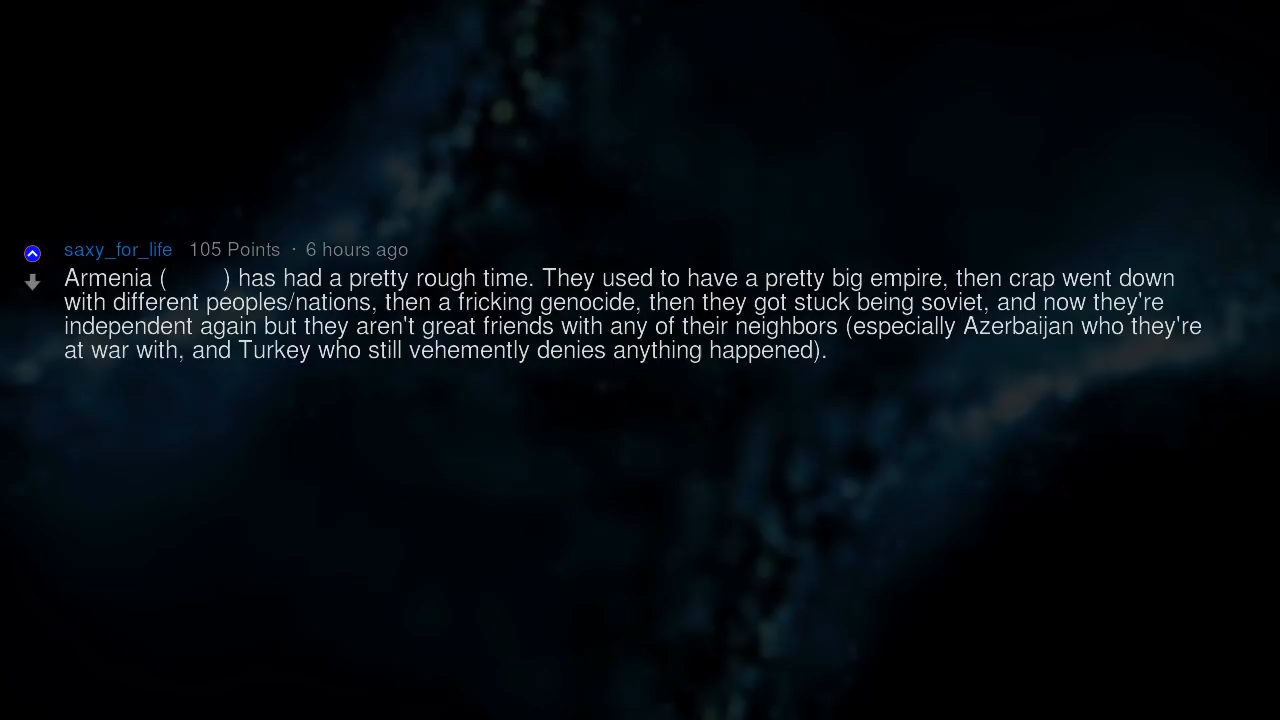 saxy_for_life 105 Points · 6 hours ago
Armenia ( ) has had a pretty rough time. They used to have a pretty big empire, then crap went down
with different peoples/nations, then a fricking genocide, then they got stuck being soviet, and now they're
independent again but they aren't great friends with any of their neighbors (especially Azerbaijan who they're
at war with, and Turkey who still vehemently denies anything happened).